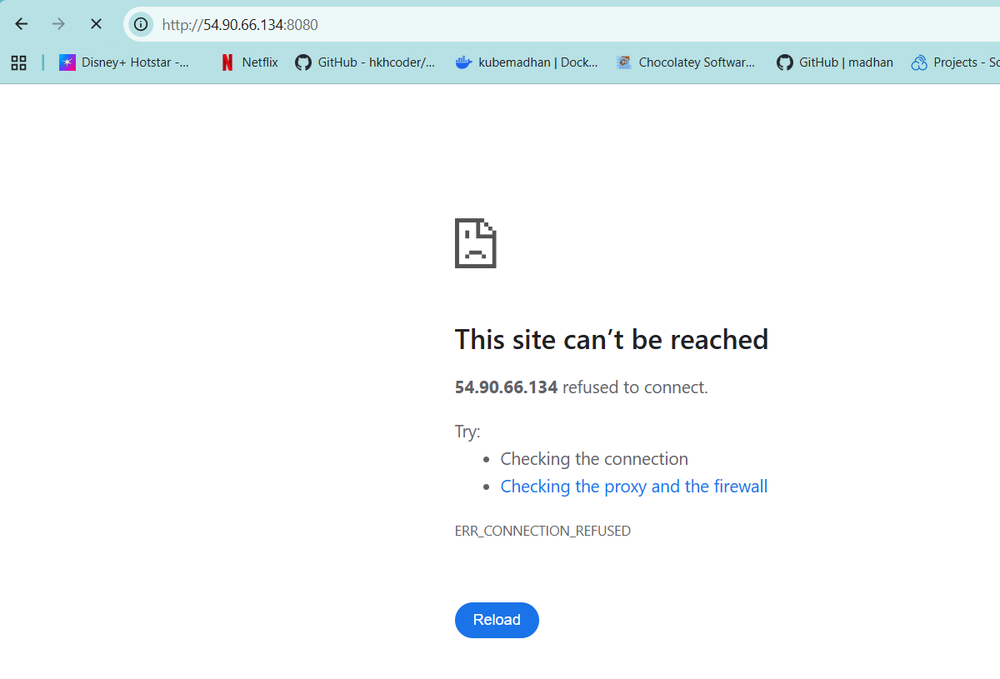 http://54.90.66.134:8080
Disney+ Hotstar -... Netflix GitHub - hkhcoder/... kubemadhan | Dock... Chocolatey Softwar... GitHub | madhan Projects - Sc
This site can’t be reached
54.90.66.134 refused to connect.
Try:
• Checking the connection
• Checking the proxy and the firewall
ERR_CONNECTION_REFUSED
Reload